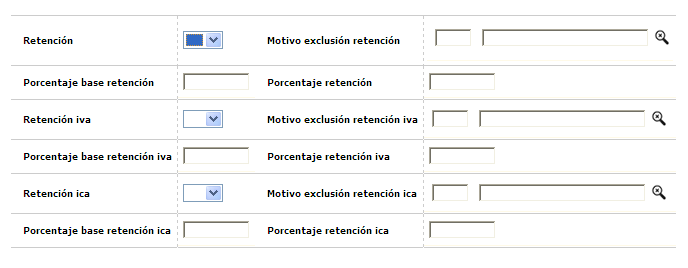 Retención Motivo exclusión retención
Porcentaje base retención Porcentaje retención
Retención iva Motivo exclusión retención iva
Porcentaje base retención iva Porcentaje retención iva
Retención ica Motivo exclusión retención ica
Porcentaje base retención ica Porcentaje retención ica